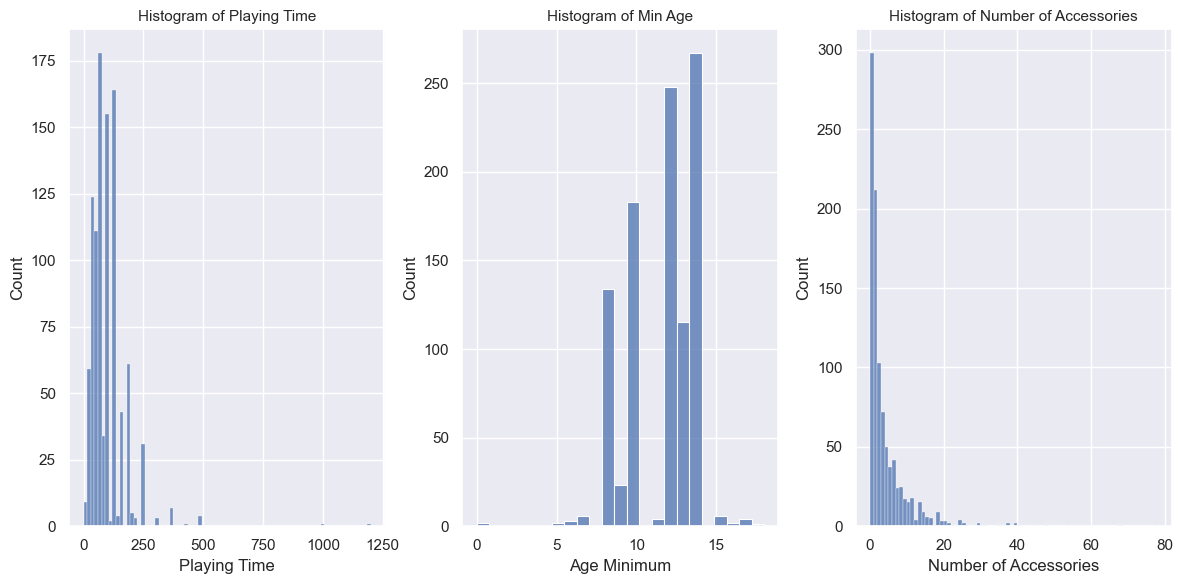 Histogram of Playing Time
175
150
125
100
75
50
25
0
Count
0 250 500 750 1000 1250
Playing Time
Histogram of Min Age
250
200
150
100
50
0
Count
0 5 10 15
Age Minimum
Histogram of Number of Accessories
300
250
200
150
100
50
0
Count
0 20 40 60 80
Number of Accessories